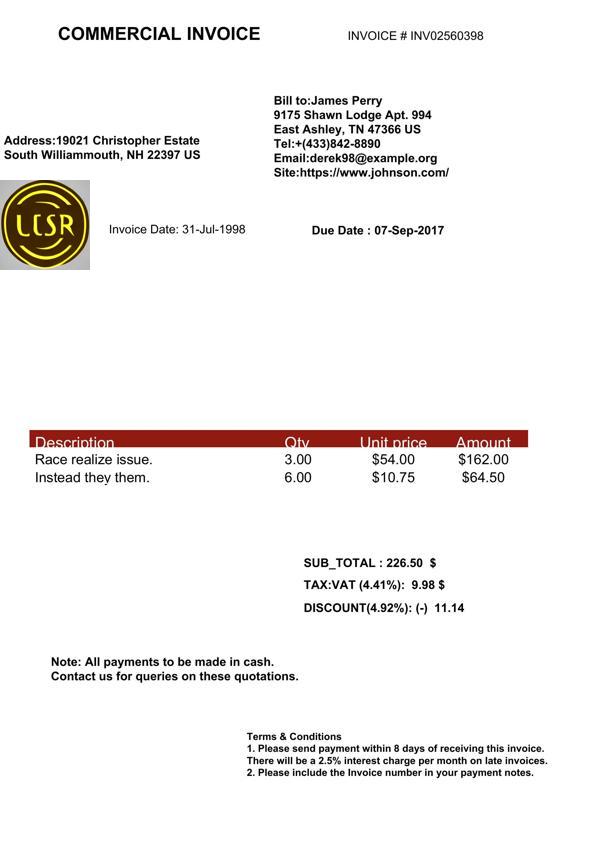 COMMERCIAL INVOICE
INVOICE # INV02560398
Bill to:James Perry
9175 Shawn Lodge Apt. 994
East Ashley, TN 47366 US
Tel:+(433)842-8890
Email:derek98@example.org
Site:https://www.johnson.com/
Address:19021 Christopher Estate
South Williammouth, NH 22397 US
LCSR
Invoice Date: 31-Jul-1998
Due Date : 07-Sep-2017
Description Qty Unit price Amount
Race realize issue. 3.00 $54.00 $162.00
Instead they them. 6.00 $10.75 $64.50
SUB_TOTAL : 226.50 $
TAX:VAT (4.41%): 9.98 $
DISCOUNT(4.92%): (-) 11.14
Note: All payments to be made in cash.
Contact us for queries on these quotations.
Terms & Conditions
1. Please send payment within 8 days of receiving this invoice.
There will be a 2.5% interest charge per month on late invoices.
2. Please include the Invoice number in your payment notes.